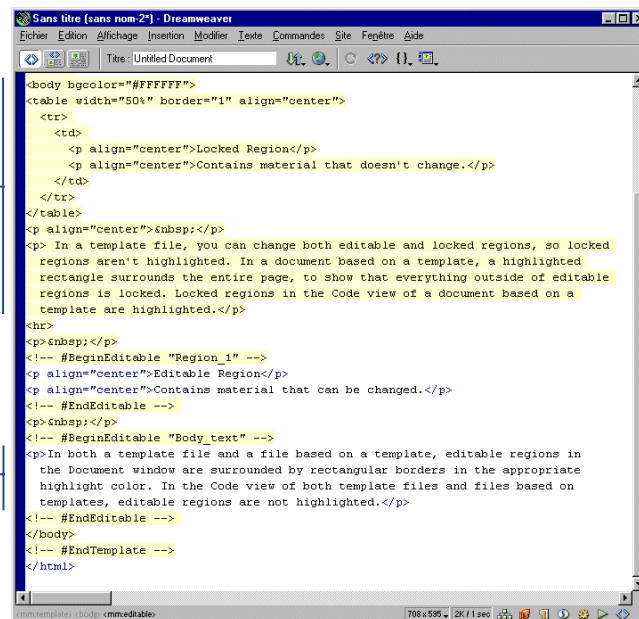 Sans titre (sans nom-2*) - Dreamweaver
Fichier Edition Affichage Insertion Modifier Texte Commandes Site Fenêtre Aide
Titre : Untitled Document
<body bgcolor="#FFFFFF">
<table width="50%" border="1" align="center">
<tr>
<td>
<p align="center">Locked Region</p>
<p align="center">Contains material that doesn't change.</p>
</td>
</tr>
</table>
<p align="center">&nbsp;</p>
<p> In a template file, you can change both editable and locked regions, so locked
regions aren't highlighted. In a document based on a template, a highlighted
rectangle surrounds the entire page, to show that everything outside of editable
regions is locked. Locked regions in the Code view of a document based on a
template are highlighted.</p>
<hr>
<p>&nbsp;</p>
<!-- #BeginEditable "Region_1" -->
<p align="center">Editable Region</p>
<p align="center">Contains material that can be changed.</p>
<!-- #EndEditable -->
<p>&nbsp;</p>
<!-- #BeginEditable "Body_text" -->
<p>In both a template file and a file based on a template, editable regions in
the Document window are surrounded by rectangular borders in the appropriate
highlight color. In the Code view of both template files and files based on
templates, editable regions are not highlighted.</p>
<!-- #EndEditable -->
</body>
<!-- #EndTemplate -->
</html>
<mm:template> <body> <mm:editable> 708 x 595 2K / 1 sec